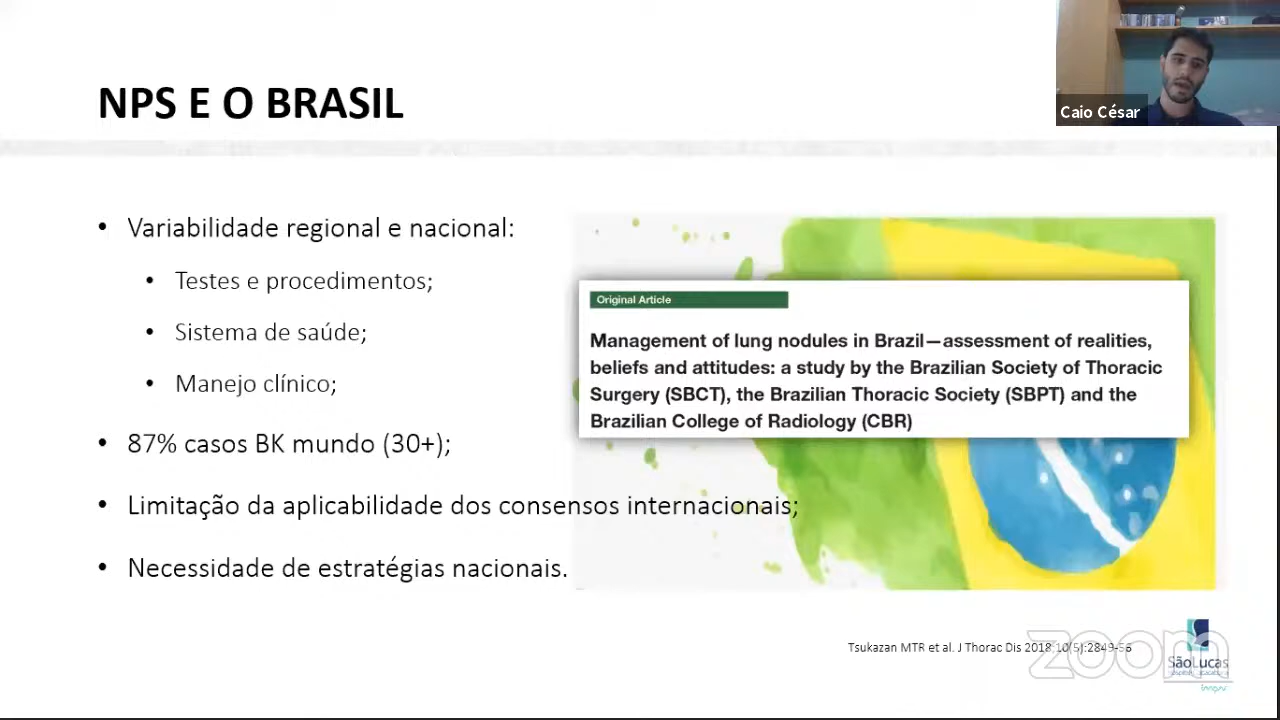 NPS E O BRASIL
Caio César
• Variabilidade regional e nacional:
• Testes e procedimentos;
• Sistema de saúde;
• Manejo clínico;
• 87% casos BK mundo (30+);
• Limitação da aplicabilidade dos consensos internacionais;
• Necessidade de estratégias nacionais.
Original Article
Management of lung nodules in Brazil—assessment of realities,
beliefs and attitudes: a study by the Brazilian Society of Thoracic
Surgery (SBCT), the Brazilian Thoracic Society (SBPT) and the
Brazilian College of Radiology (CBR)
Tsukazan MTR et al. J Thorac Dis 2018;10(5):2849-56
zoom
SãoLucas